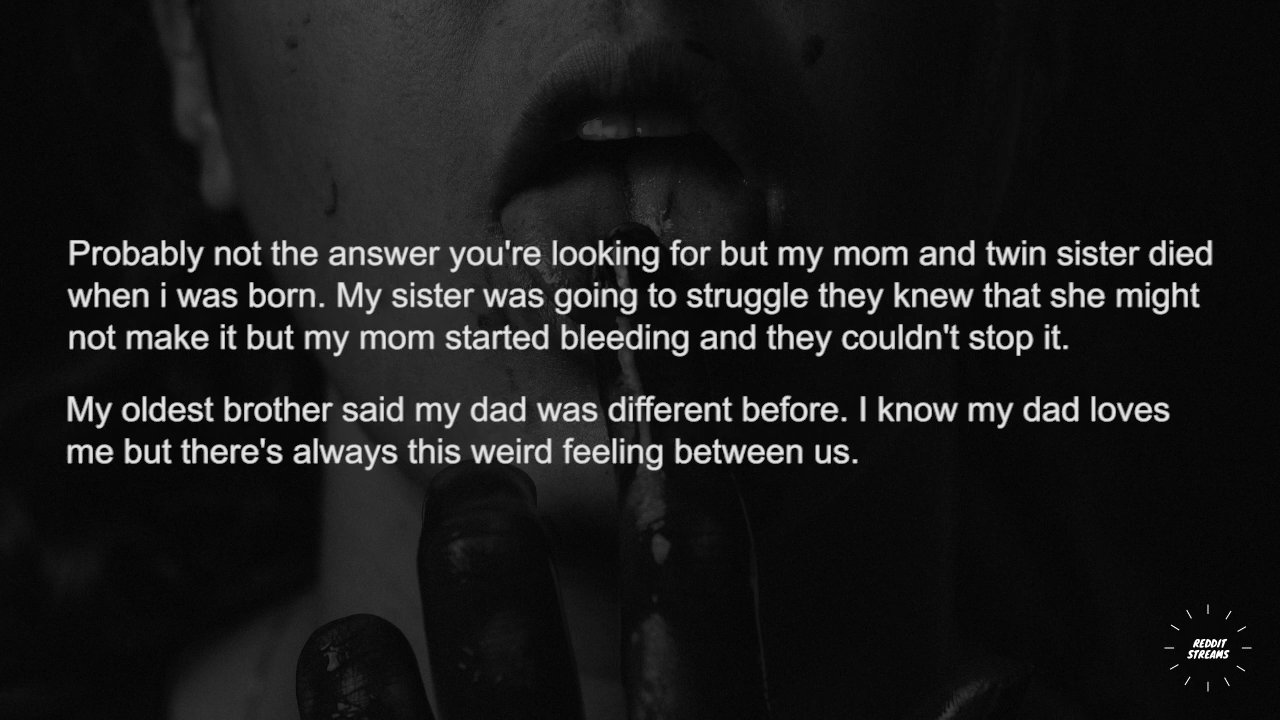 Probably not the answer you're looking for but my mom and twin sister died
when i was born. My sister was going to struggle they knew that she might
not make it but my mom started bleeding and they couldn't stop it.
My oldest brother said my dad was different before. I know my dad loves
me but there's always this weird feeling between us.
REDDIT
STREAMS